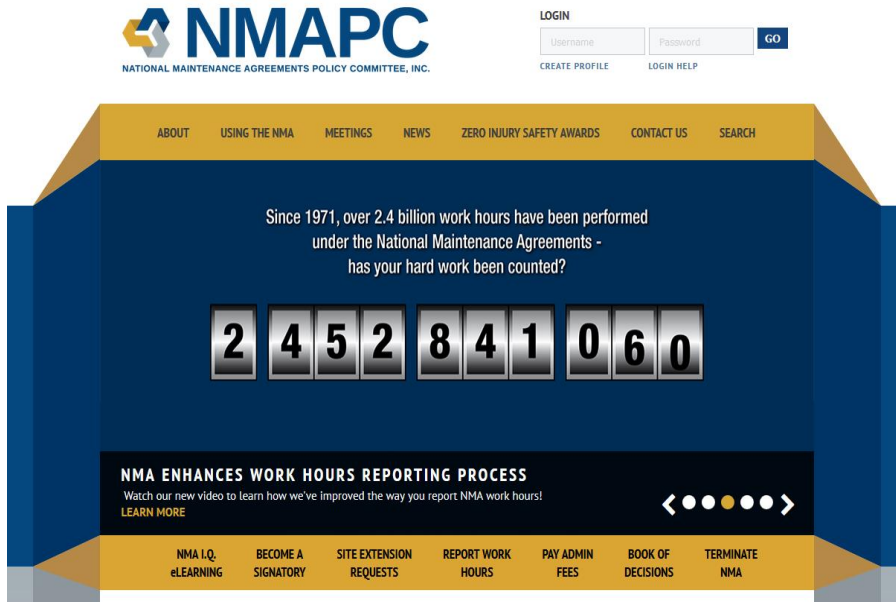 NMAPC
NATIONAL MAINTENANCE AGREEMENTS POLICY COMMITTEE, INC.
LOGIN
Username Password GO
CREATE PROFILE LOGIN HELP
ABOUT USING THE NMA MEETINGS NEWS ZERO INJURY SAFETY AWARDS CONTACT US SEARCH
Since 1971, over 2.4 billion work hours have been performed
under the National Maintenance Agreements -
has your hard work been counted?
2 452 841 060
NMA ENHANCES WORK HOURS REPORTING PROCESS
Watch our new video to learn how we've improved the way you report NMA work hours!
LEARN MORE
NMA I.Q. BECOME A SITE EXTENSION REPORT WORK PAY ADMIN BOOK OF TERMINATE
eLEARNING SIGNATORY REQUESTS HOURS FEES DECISIONS NMA